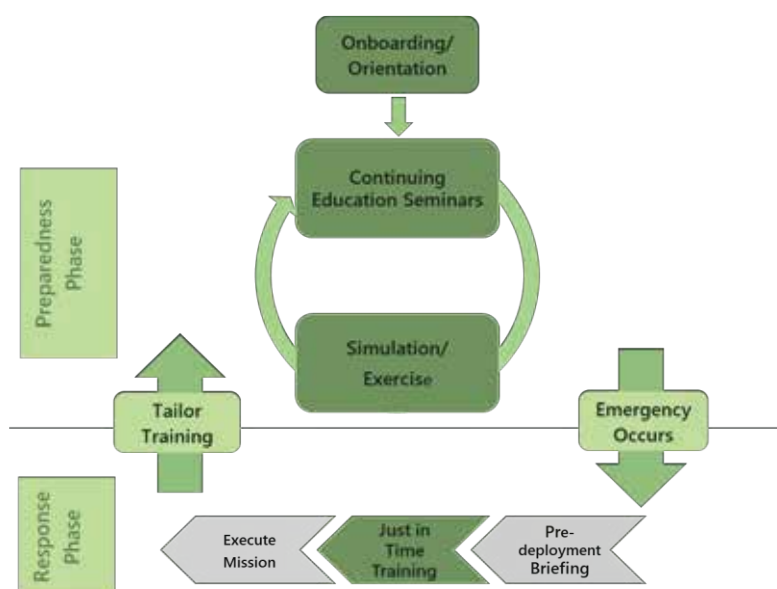 Onboarding/
Orientation
Continuing
Education Seminars
Preparedness
Phase
Simulation/
Exercise
Tailor
Training
Emergency
Occurs
Response
Phase
Execute
Mission
Just in
Time
Training
Pre-
deployment
Briefing